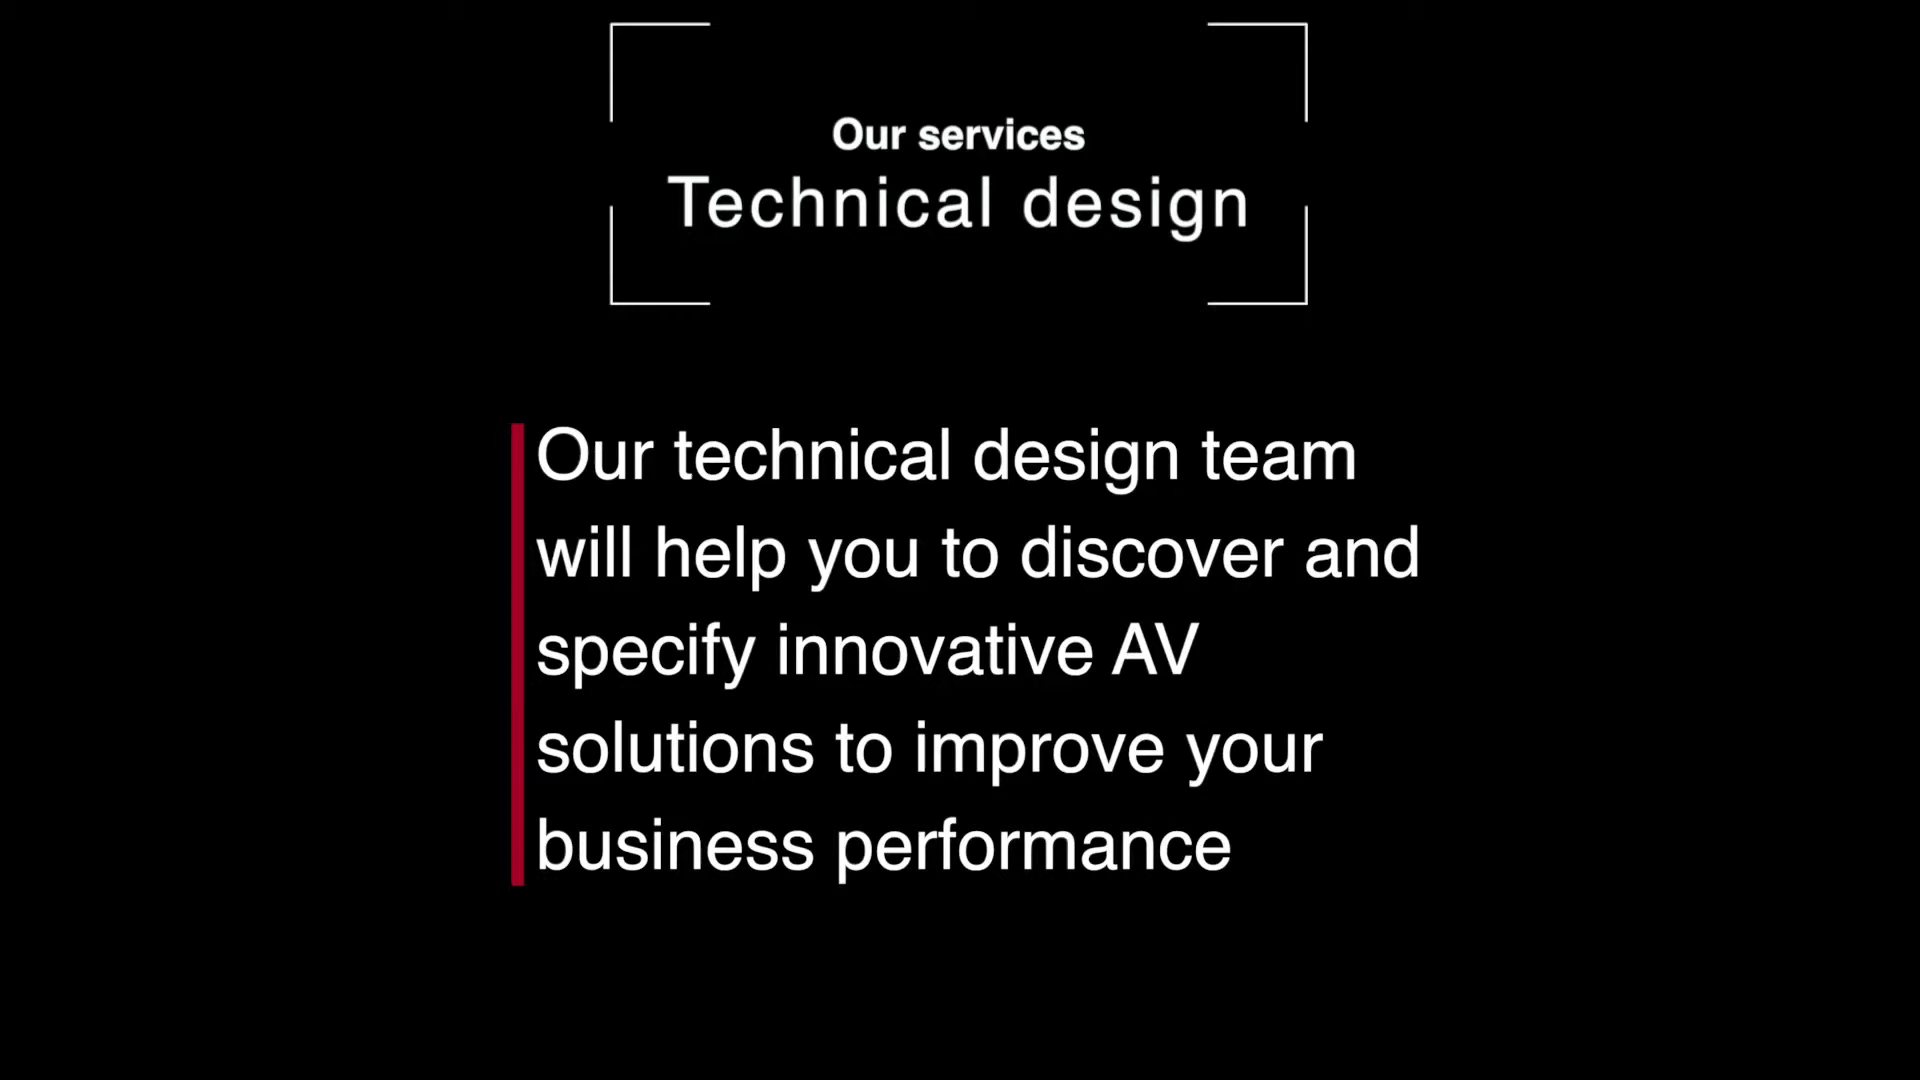 Our services
Technical design
Our technical design team
will help you to discover and
specify innovative AV
solutions to improve your
business performance